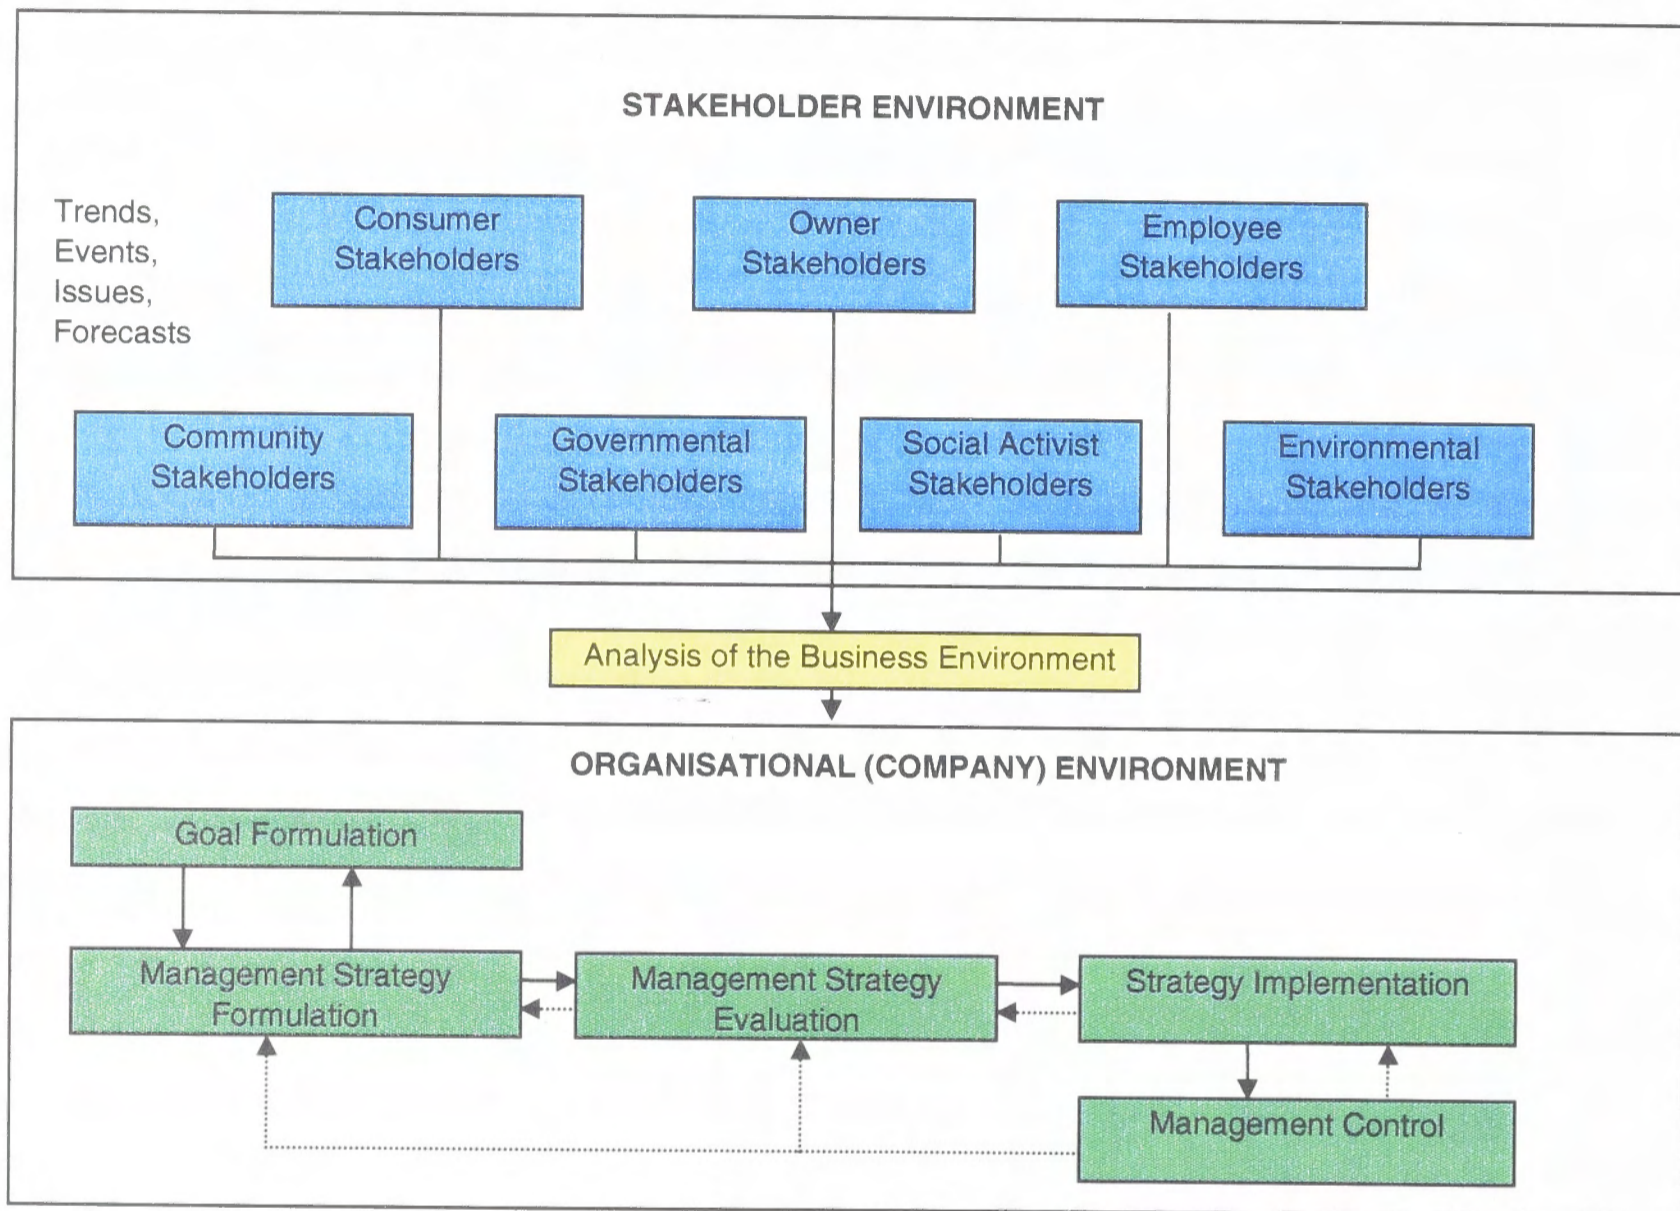 STAKEHOLDER ENVIRONMENT
Trends,
Events,
Issues,
Forecasts
Consumer
Stakeholders
Owner
Stakeholders
Employee
Stakeholders
Community
Stakeholders
Governmental
Stakeholders
Social Activist
Stakeholders
Environmental
Stakeholders
Analysis of the Business Environment
ORGANISATIONAL (COMPANY) ENVIRONMENT
Goal Formulation
Management Strategy
Formulation
Management Strategy
Evaluation
Strategy Implementation
Management Control